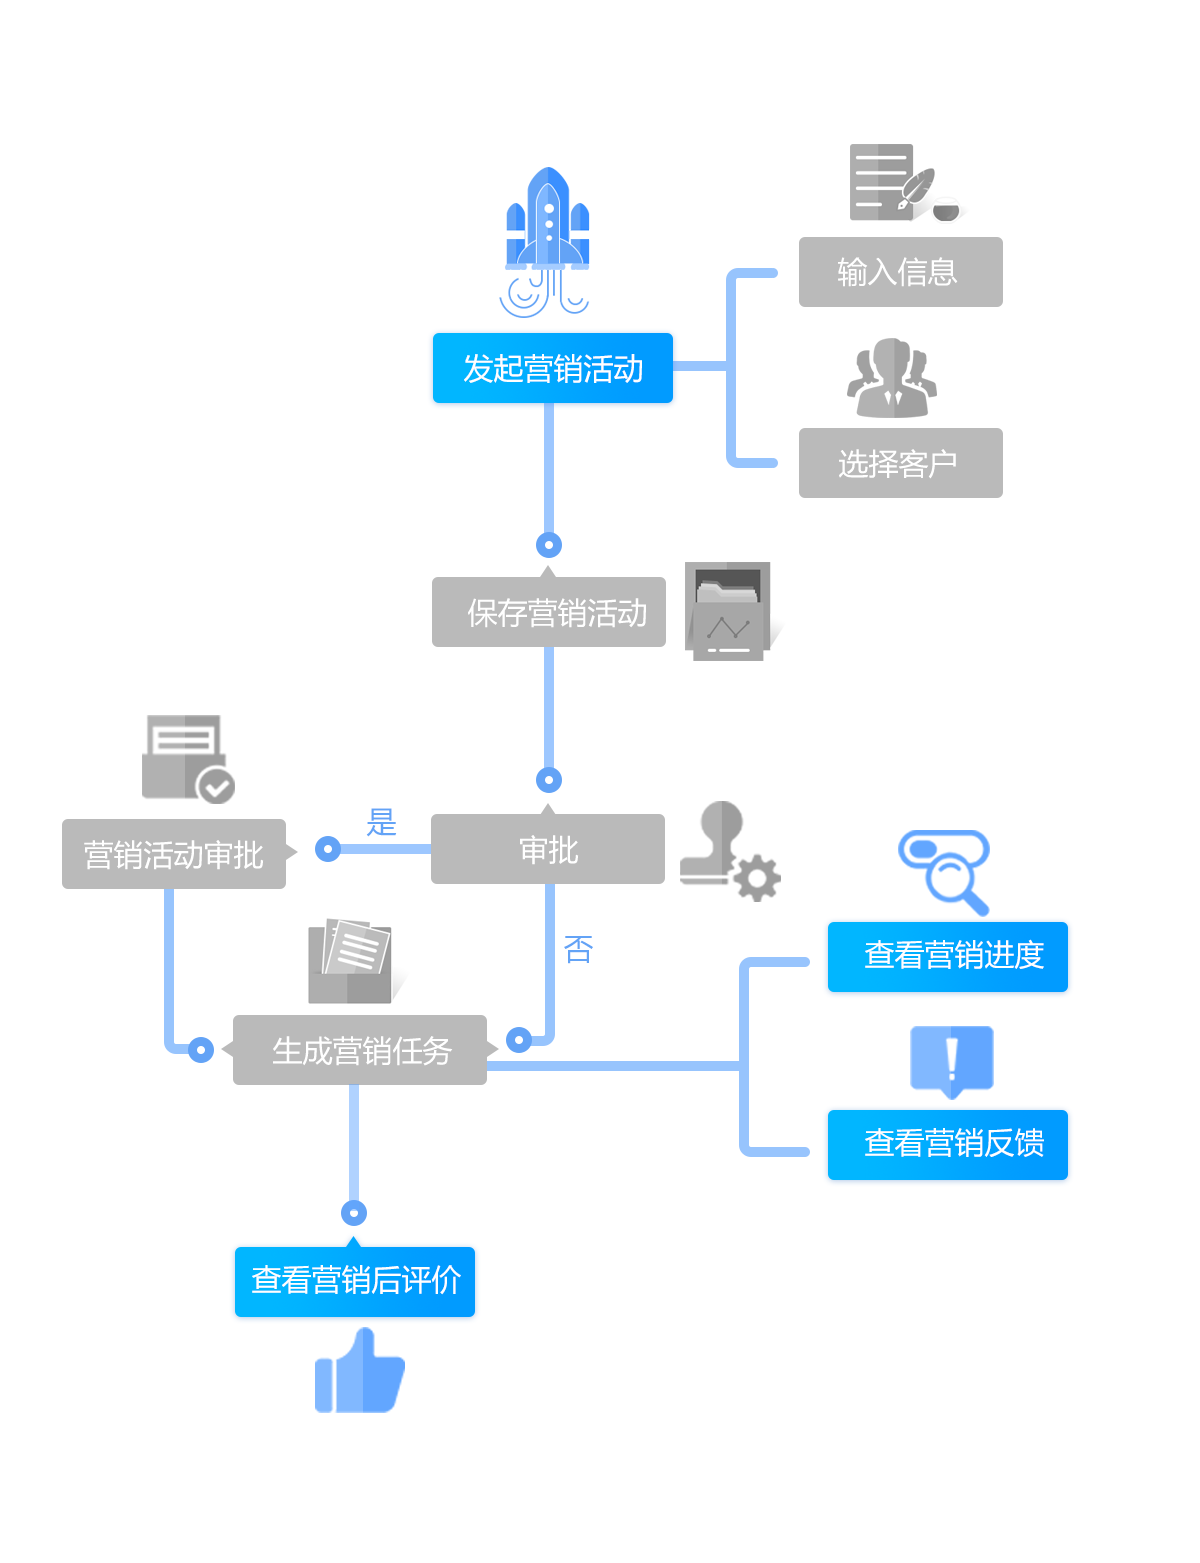 输入信息
发起营销活动
选择客户
保存营销活动
是
审批
营销活动审批
否
查看营销进度
生成营销任务
查看营销反馈
查看营销后评价